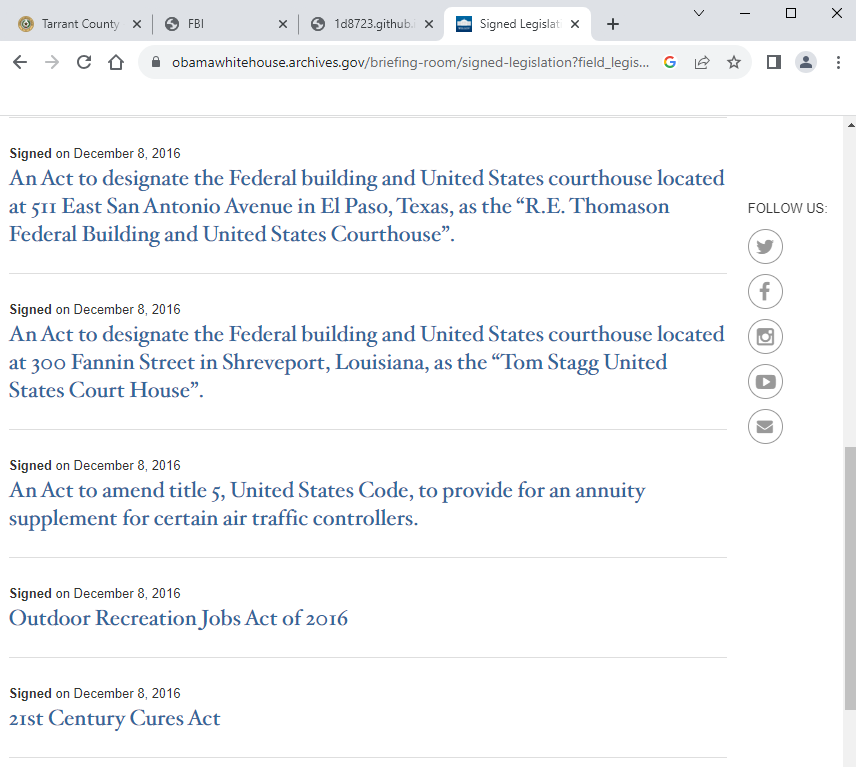 Tarrant County
FBI
1d8723.github.i
Signed Legislat
obamawhitehouse.archives.gov/briefing-room/signed-legislation?field_legis...
Signed on December 8, 2016
An Act to designate the Federal building and United States courthouse located
at 511 East San Antonio Avenue in El Paso, Texas, as the “R.E. Thomason
Federal Building and United States Courthouse”.
FOLLOW US:
Signed on December 8, 2016
An Act to designate the Federal building and United States courthouse located
at 300 Fannin Street in Shreveport, Louisiana, as the “Tom Stagg United
States Court House”.
Signed on December 8, 2016
An Act to amend title 5, United States Code, to provide for an annuity
supplement for certain air traffic controllers.
Signed on December 8, 2016
Outdoor Recreation Jobs Act of 2016
Signed on December 8, 2016
21st Century Cures Act